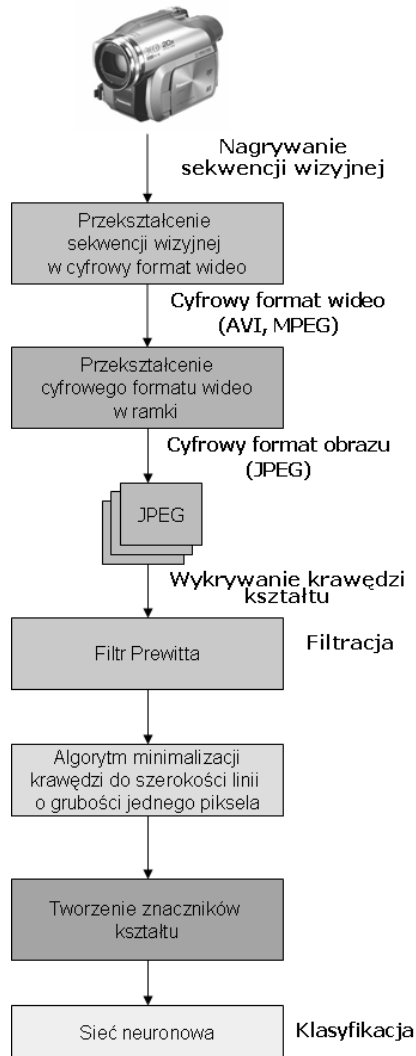 Nagrywanie
sekwencji wizyjnej
Przekształcenie
sekwencji wizyjnej
w cyfrowy format wideo
Cyfrowy format wideo
(AVI, MPEG)
Przekształcenie
cyfrowego formatu wideo
w ramki
Cyfrowy format obrazu
(JPEG)
JPEG
Wykrywanie krawędzi
kształtu
Filtr Prewitta
Filtracja
Algorytm minimalizacji
krawędzi do szerokości linii
o grubości jednego piksela
Tworzenie znaczników
kształtu
Sieć neuronowa
Klasyfikacja